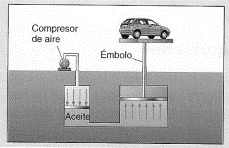 Compresor
de aire
Émbolo
Aceite